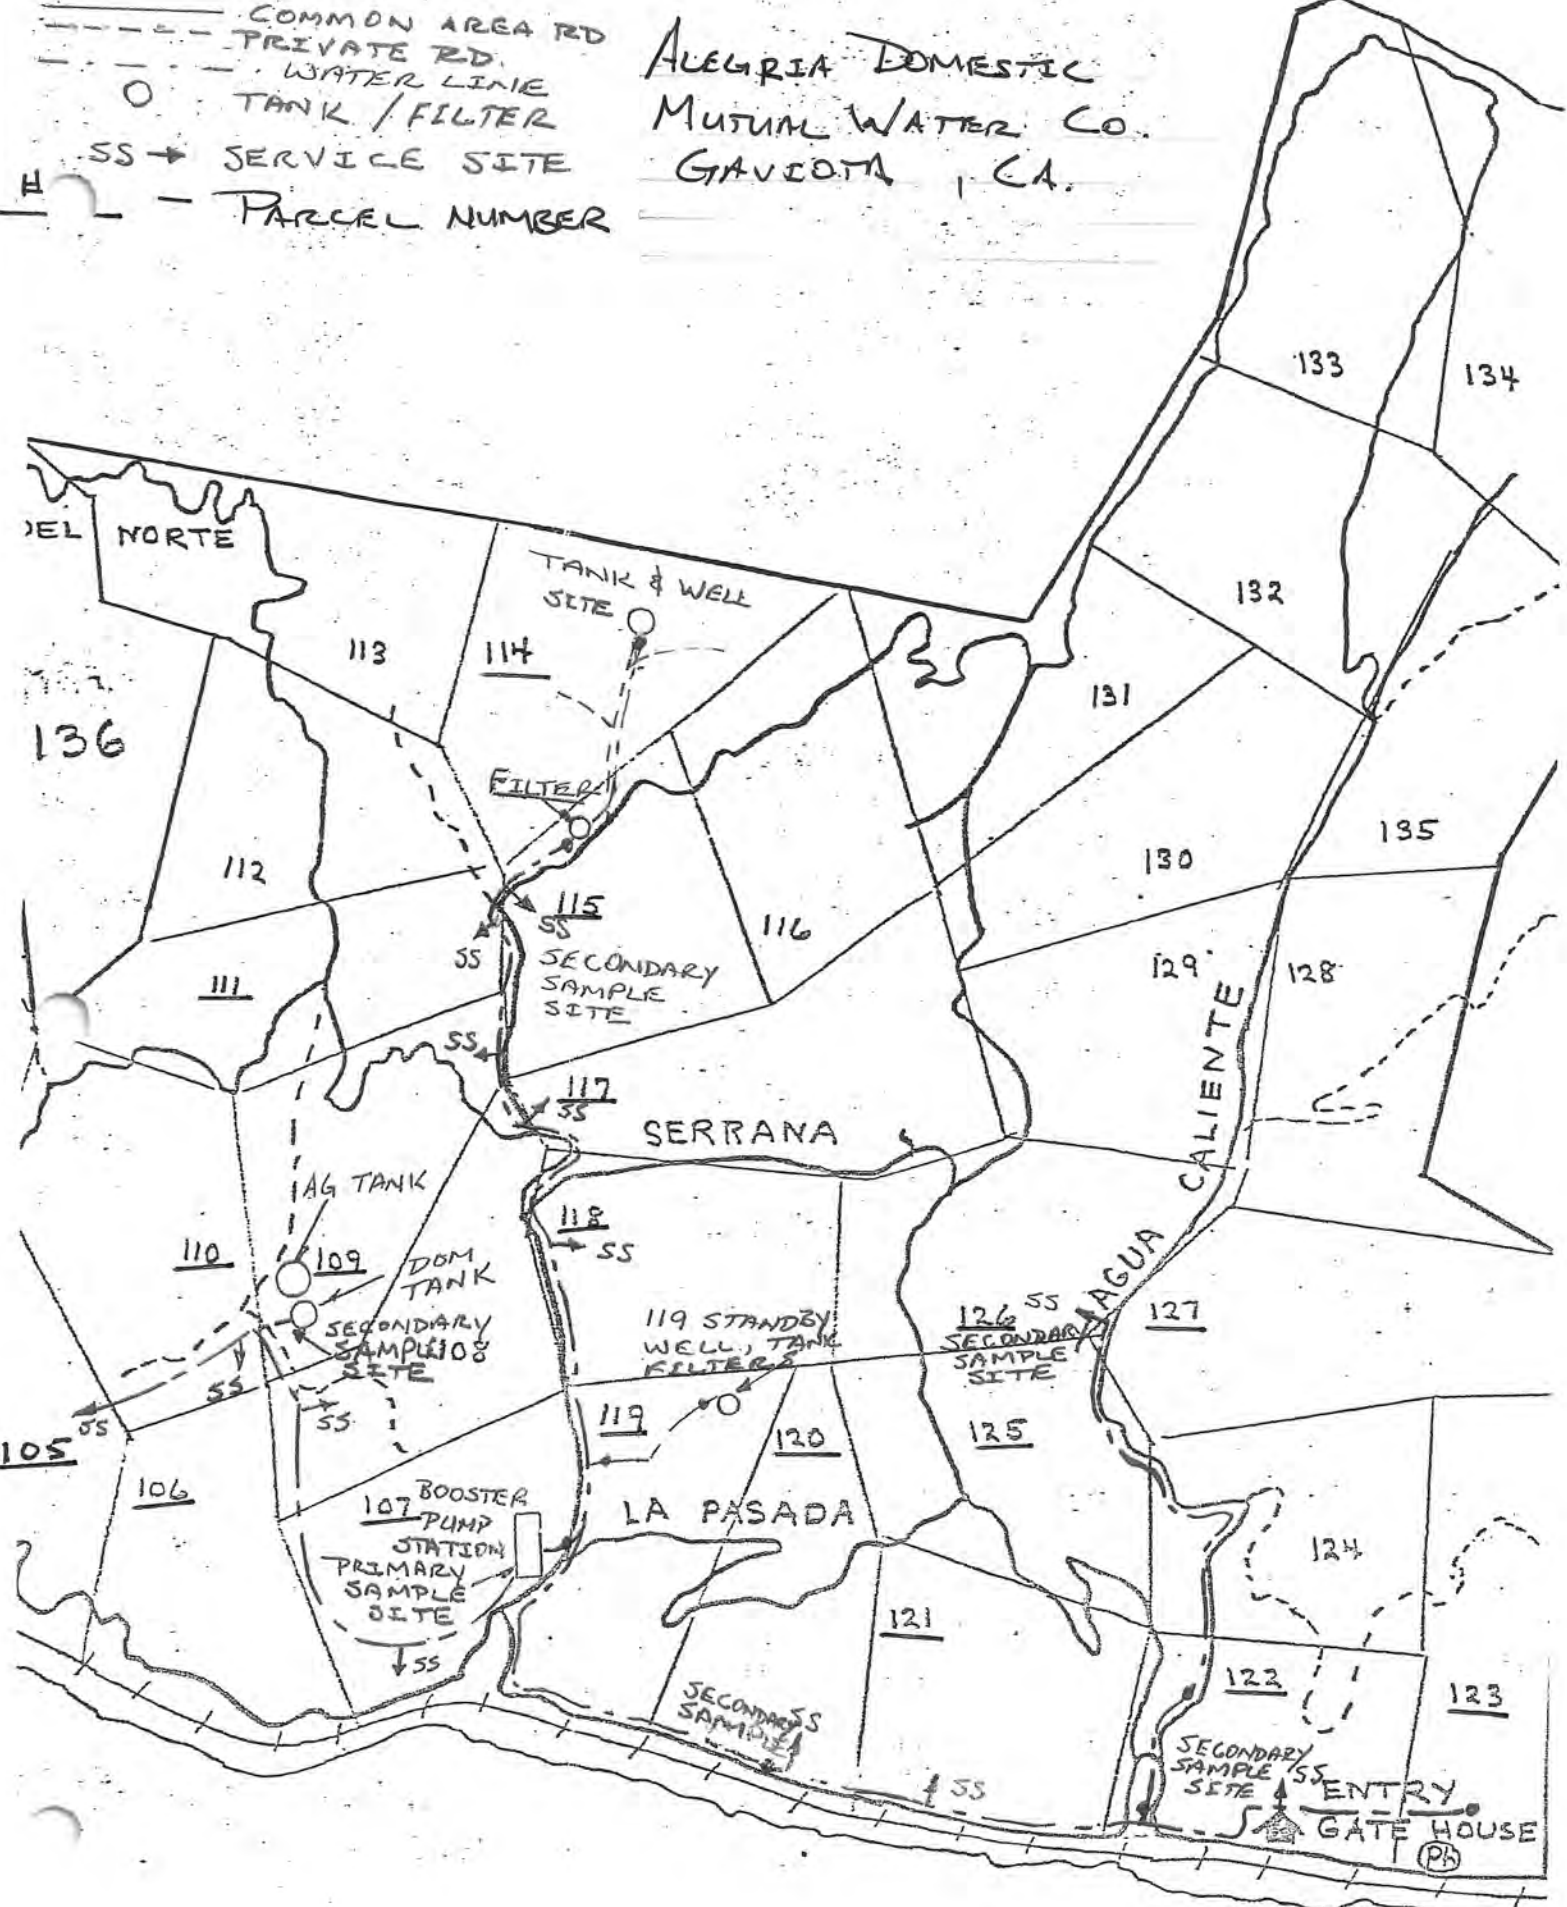 COMMON AREA RD
PRIVATE RD.
WATER LINE
TANK / FILTER
SS → SERVICE SITE
# - PARCEL NUMBER
ALEGRIA DOMESTIC
MUTUAL WATER CO.
GAVIOTA, CA.
133
134
DEL NORTE
TANK & WELL
SITE
132
113
114
131
136
FILTER
135
130
112
115
SS
116
SS
SECONDARY
SAMPLE
SITE
129
128
111
SS
117
SS
SERRANA
AGUA CALIENTE
AG TANK
118
SS
110
109
DOM
TANK
SECONDARY
SAMPLE 108
SITE
119 STANDBY
WELL, TANK
FILTERS
126 SS
SECONDARY
SAMPLE
SITE
127
SS
SS
SS
105
119
120
125
106
107
BOOSTER
PUMP
STATION
PRIMARY
SAMPLE
SITE
LA PASADA
124
121
SS
122
123
SECONDARY SS
SAMPLE
SS
SECONDARY
SAMPLE
SITE
SS
ENTRY
GATE HOUSE
Ph